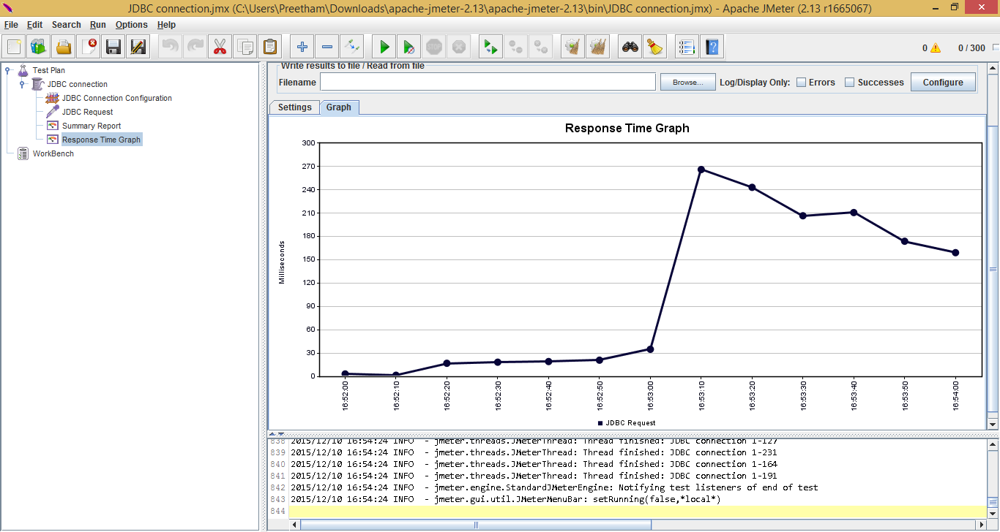 JDBC connection.jmx (C:\Users\Preetham\Downloads\apache-jmeter-2.13\apache-jmeter-2.13\bin\JDBC connection.jmx) - Apache JMeter (2.13 r1665067)
File Edit Search Run Options Help
STOP
0 0 / 300
Test Plan
JDBC connection
JDBC Connection Configuration
JDBC Request
Summary Report
Response Time Graph
WorkBench
Write results to file / Read from file
Filename Browse... Log/Display Only: Errors Successes Configure
Settings Graph
Response Time Graph
300
270
240
210
180
150
120
90
60
30
0
Milliseconds
16:52:00 16:52:10 16:52:20 16:52:30 16:52:40 16:52:50 16:53:00 16:53:10 16:53:20 16:53:30 16:53:40 16:53:50 16:54:00
JDBC Request
838 2015/12/10 16:54:24 INFO - jmeter.threads.JMeterThread: Thread finished: JDBC connection 1-127
839 2015/12/10 16:54:24 INFO - jmeter.threads.JMeterThread: Thread finished: JDBC connection 1-231
840 2015/12/10 16:54:24 INFO - jmeter.threads.JMeterThread: Thread finished: JDBC connection 1-164
841 2015/12/10 16:54:24 INFO - jmeter.threads.JMeterThread: Thread finished: JDBC connection 1-191
842 2015/12/10 16:54:24 INFO - jmeter.engine.StandardJMeterEngine: Notifying test listeners of end of test
843 2015/12/10 16:54:24 INFO - jmeter.gui.util.JMeterMenuBar: setRunning(false,*local*)
844